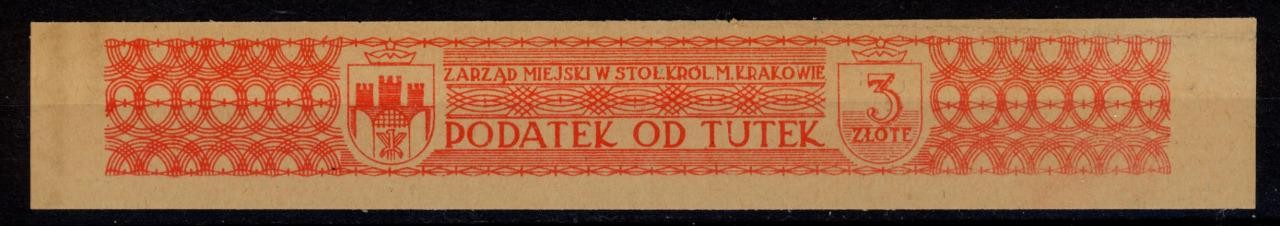 ZARZĄD MIEJSKI W STOŁ.KRÓL.M.KRAKOWIE
PODATEK OD TUTEK
3
ZŁOTE